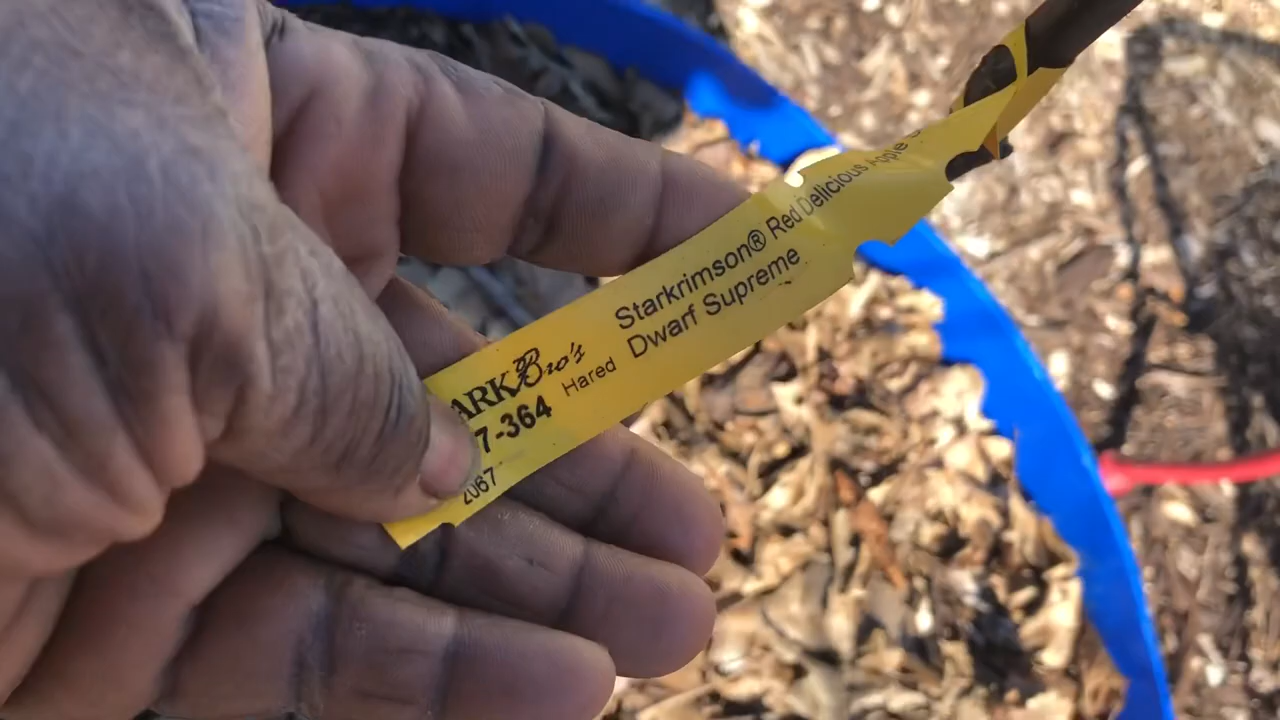 Starkrimson® Red Delicious Apple S
Dwarf Supreme
ARK Bro's
Hared
7-364
2067